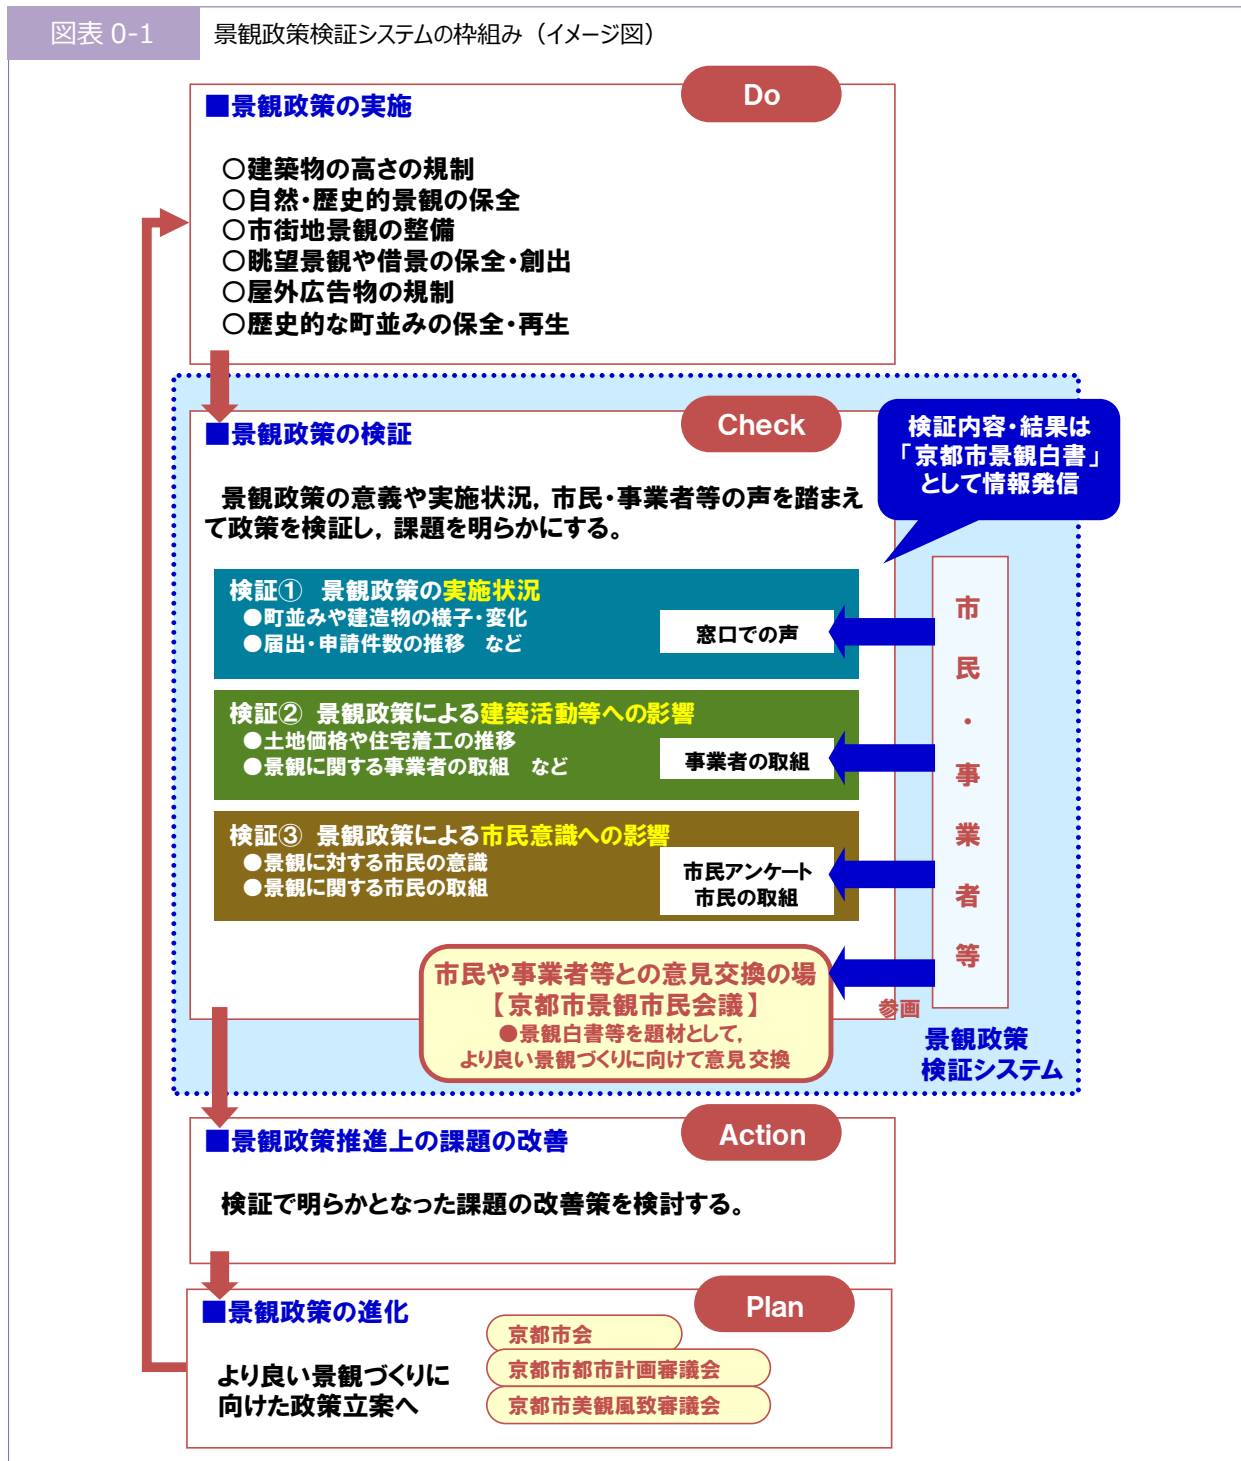 図表 0-1
景観政策検証システムの枠組み（イメージ図）
Do
■景観政策の実施
○建築物の高さの規制
○自然・歴史的景観の保全
○市街地景観の整備
○眺望景観や借景の保全・創出
○屋外広告物の規制
○歴史的な町並みの保全・再生
Check
■景観政策の検証
検証内容・結果は
「京都市景観白書」
として情報発信
景観政策の意義や実施状況，市民・事業者等の声を踏まえ
て政策を検証し，課題を明らかにする。
検証①　景観政策の実施状況
●町並みや建造物の様子・変化
●届出・申請件数の推移　など
窓口での声
検証②　景観政策による建築活動等への影響
●土地価格や住宅着工の推移
●景観に関する事業者の取組　など
事業者の取組
検証③　景観政策による市民意識への影響
●景観に対する市民の意識
●景観に関する市民の取組
市民アンケート
市民の取組
市民・事業者等
市民や事業者等との意見交換の場
【京都市景観市民会議】
●景観白書等を題材として，
より良い景観づくりに向けて意見交換
参画
景観政策
検証システム
Action
■景観政策推進上の課題の改善
検証で明らかとなった課題の改善策を検討する。
Plan
■景観政策の進化
より良い景観づくりに
向けた政策立案へ
京都市会
京都市都市計画審議会
京都市美観風致審議会